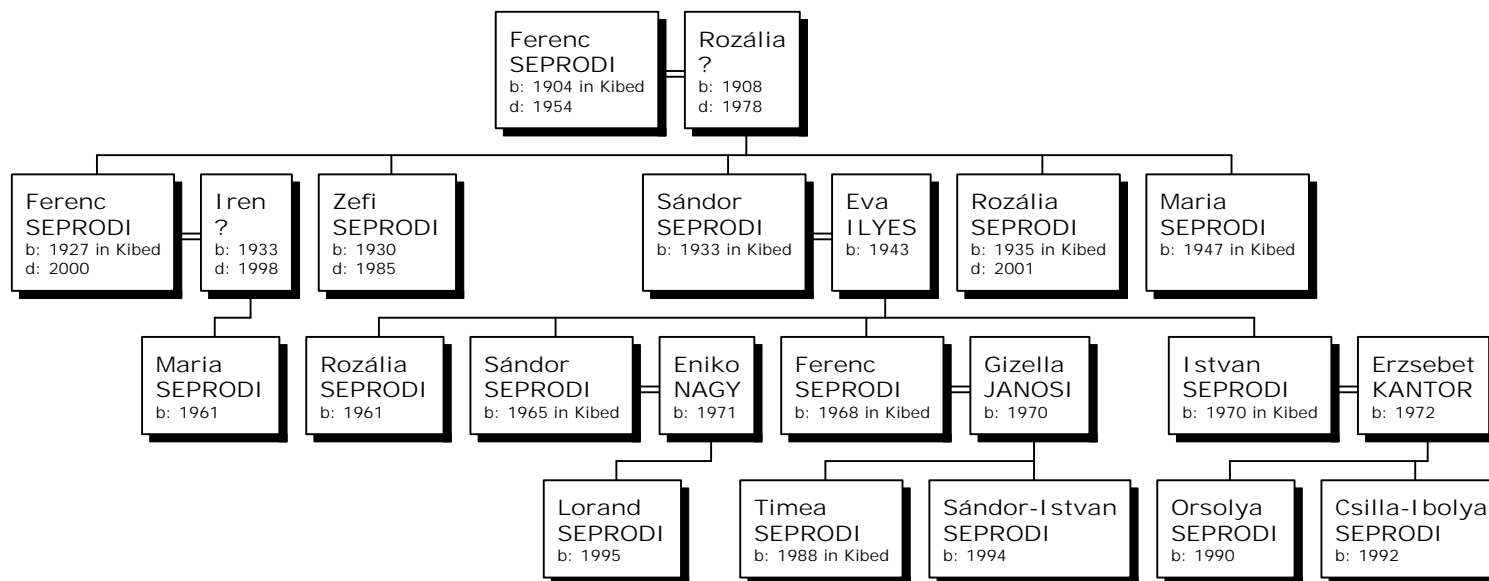 Ferenc
SEPRODI
b: 1904 in Kibed
d: 1954
Rozália
?
b: 1908
d: 1978
Ferenc
SEPRODI
b: 1927 in Kibed
d: 2000
Iren
?
b: 1933
d: 1998
Zefi
SEPRODI
b: 1930
d: 1985
Sándor
SEPRODI
b: 1933 in Kibed
Eva
ILYES
b: 1943
Rozália
SEPRODI
b: 1935 in Kibed
d: 2001
Maria
SEPRODI
b: 1947 in Kibed
Maria
SEPRODI
b: 1961
Rozália
SEPRODI
b: 1961
Sándor
SEPRODI
b: 1965 in Kibed
Eniko
NAGY
b: 1971
Ferenc
SEPRODI
b: 1968 in Kibed
Gizella
JANOSI
b: 1970
Istvan
SEPRODI
b: 1970 in Kibed
Erzsebet
KANTOR
b: 1972
Lorand
SEPRODI
b: 1995
Timea
SEPRODI
b: 1988 in Kibed
Sándor-Istvan
SEPRODI
b: 1994
Orsolya
SEPRODI
b: 1990
Csilla-Ibolya
SEPRODI
b: 1992